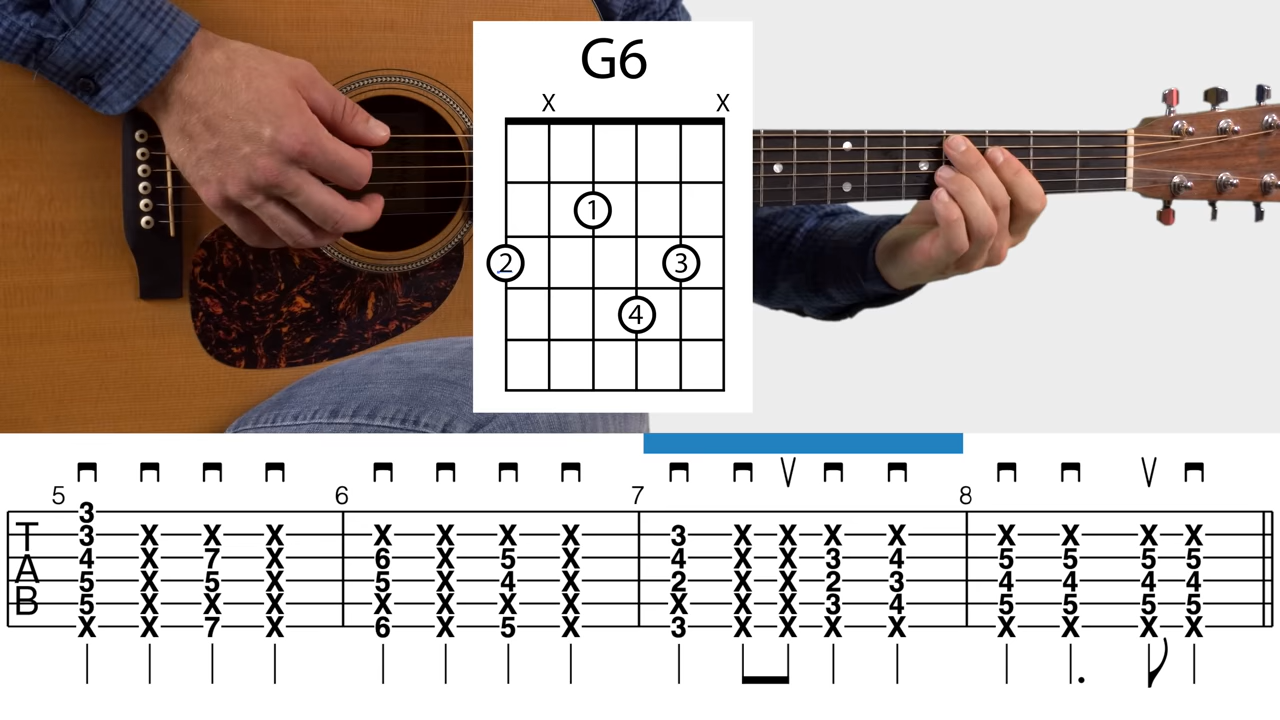 G6
X X
1
2 3
4
5 6 7 8
3
T 3 X X X X X X X 3 X X X X X X X X
A 4 X 7 X 6 X 5 X 4 X X 3 4 5 5 5 5
5 X 5 X 5 X 4 X 2 X X 2 3 4 4 4 4
B 5 X X X X X X X X X X 3 4 5 5 5 5
X X 7 X 6 X 5 X 3 X X X X X X X X